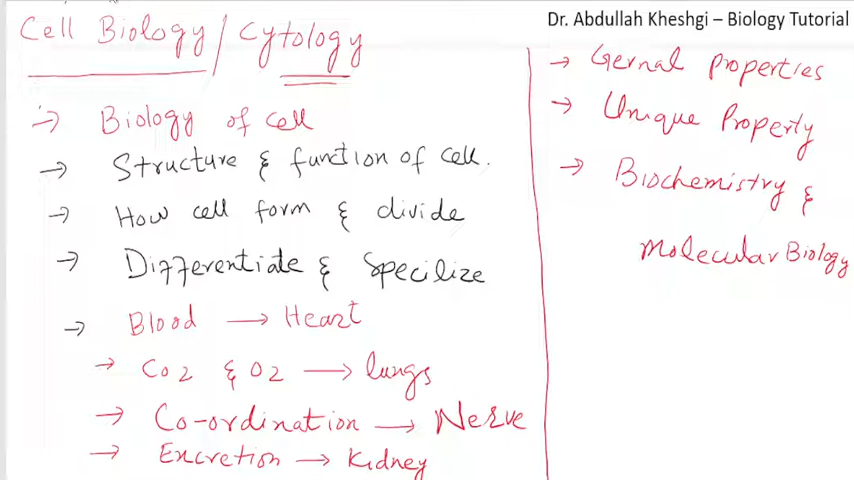 Dr. Abdullah Kheshgi – Biology Tutorial
Cell Biology / Cytology
→ Biology of cell
→ Structure & function of cell.
→ How cell form & divide
→ Differentiate & Specilize
→ Blood → Heart
→ CO2 & O2 → lungs
→ Co-ordination → Nerve
→ Excretion → Kidney
→ Gernal properties
→ Unique Property
→ Biochemistry &
Molecular Biology